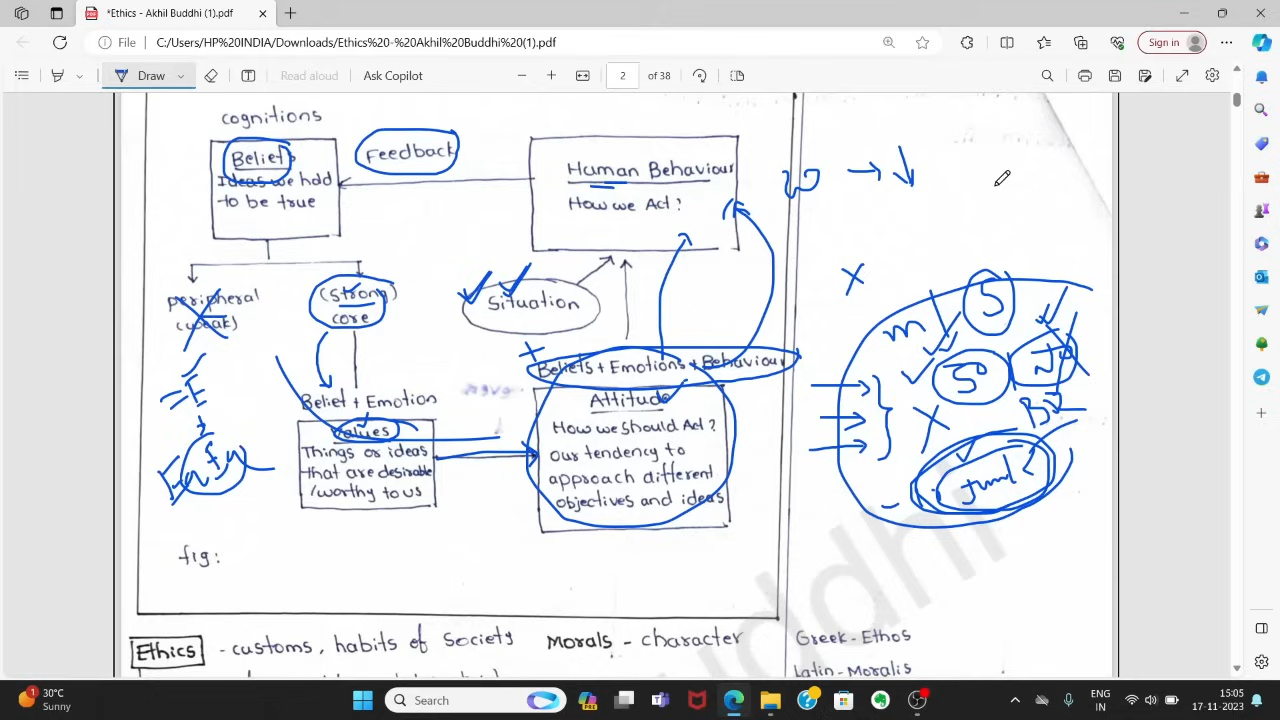 *Ethics - Akhil Buddhi (1).pdf
File
C:/Users/HP%20INDIA/Downloads/Ethics%20-%20Akhil%20Buddhi%20(1).pdf
Sign in
Draw
Read aloud
Ask Copilot
2
of 38
cognitions
Beliefs
Ideas we hold
to be true
Feedback
Human Behaviour
How we Act?
peripheral
(weak)
(strong)
core
Situation
Beliefs + Emotions + Behaviour
Attitude
How we should Act?
our tendency to
approach different
objectives and ideas
Belief + Emotion
Values
Things or ideas
that are desirable
/worthy to us
fig:
Ethics - customs, habits of society
Morals - character
Greek - Ethos
Latin - Moralis
uddhi
30°C
Sunny
1
Search
ENG
IN
15:05
17-11-2023